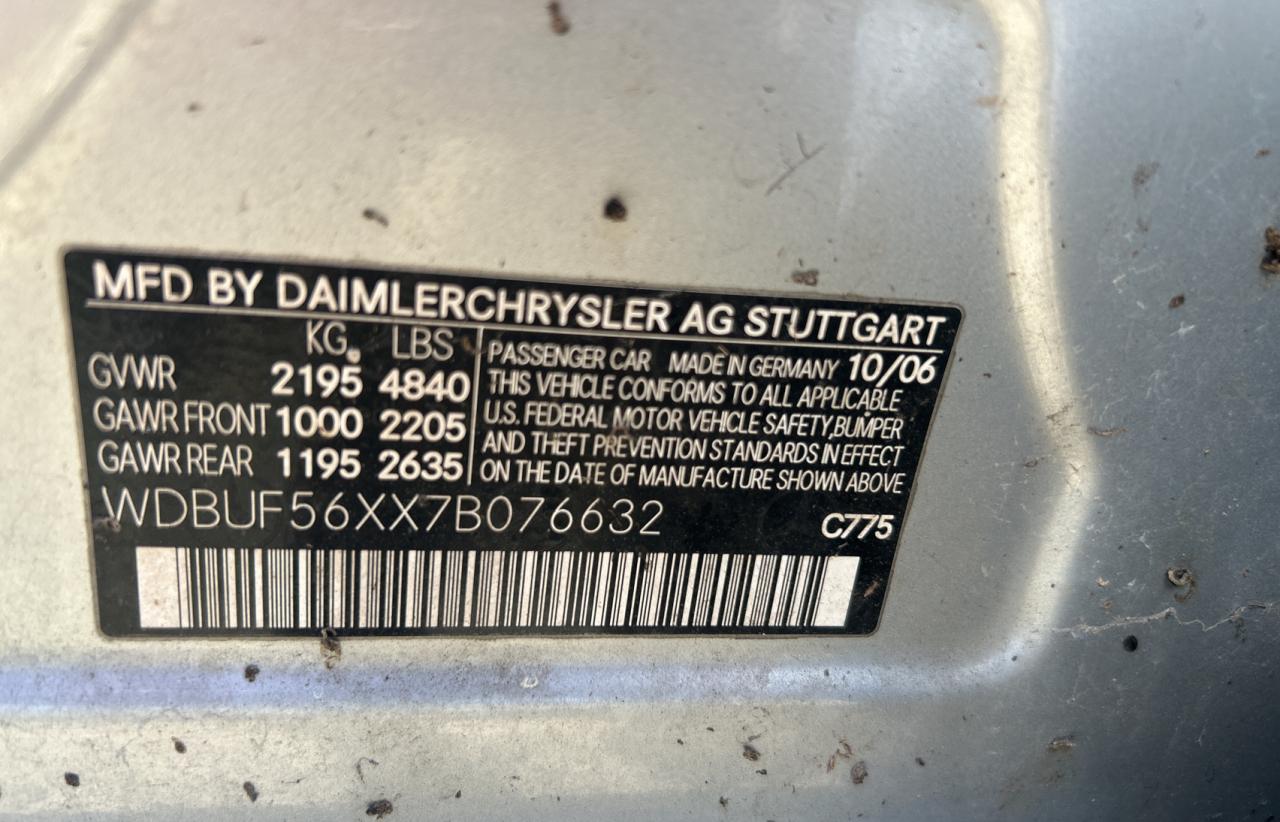 MFD BY DAIMLERCHRYSLER AG STUTTGART
KG LBS
GVWR 2195 4840
GAWR FRONT 1000 2205
GAWR REAR 1195 2635
PASSENGER CAR MADE IN GERMANY 10/06
THIS VEHICLE CONFORMS TO ALL APPLICABLE
U.S. FEDERAL MOTOR VEHICLE SAFETY,BUMPER
AND THEFT PREVENTION STANDARDS IN EFFECT
ON THE DATE OF MANUFACTURE SHOWN ABOVE
WDBUF56XX7B076632
C775